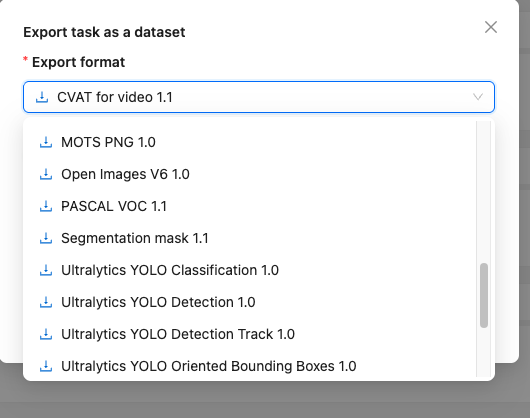 Export task as a dataset
* Export format
CVAT for video 1.1
MOTS PNG 1.0
Open Images V6 1.0
PASCAL VOC 1.1
Segmentation mask 1.1
Ultralytics YOLO Classification 1.0
Ultralytics YOLO Detection 1.0
Ultralytics YOLO Detection Track 1.0
Ultralytics YOLO Oriented Bounding Boxes 1.0